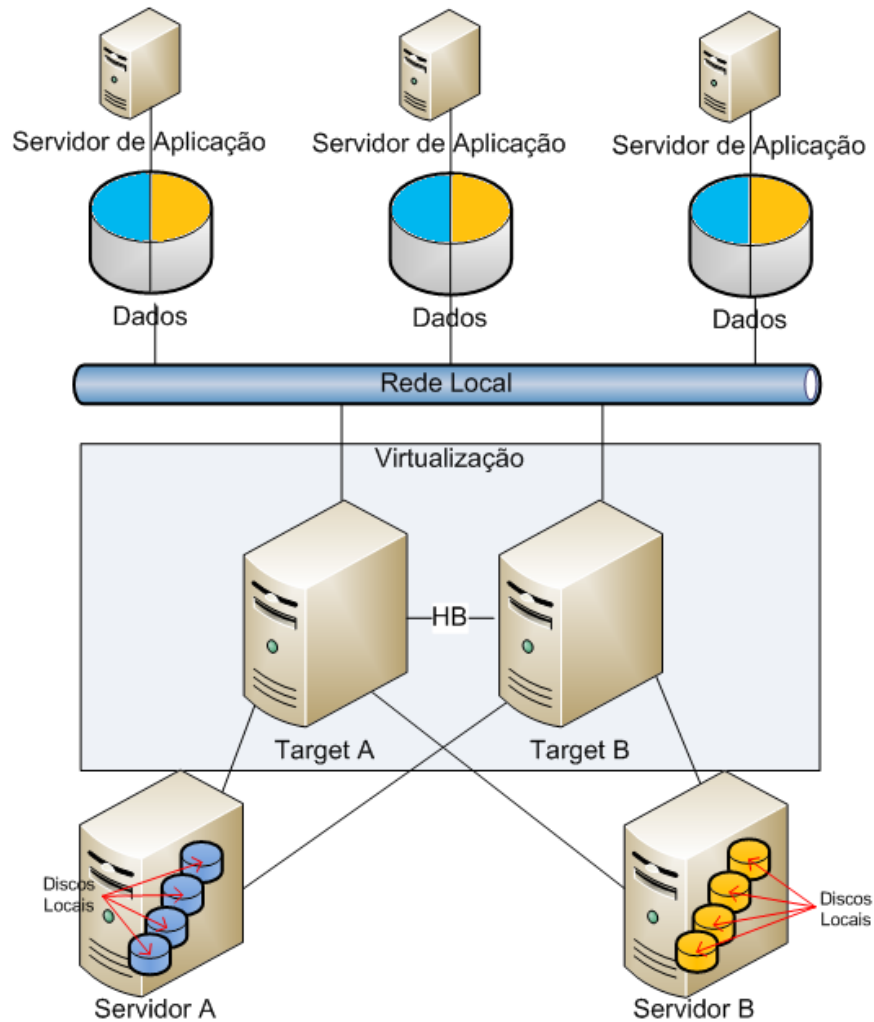 Servidor de Aplicação
Servidor de Aplicação
Servidor de Aplicação
Dados
Dados
Dados
Rede Local
Virtualização
HB
Target A
Target B
Discos
Locais
Discos
Locais
Servidor A
Servidor B